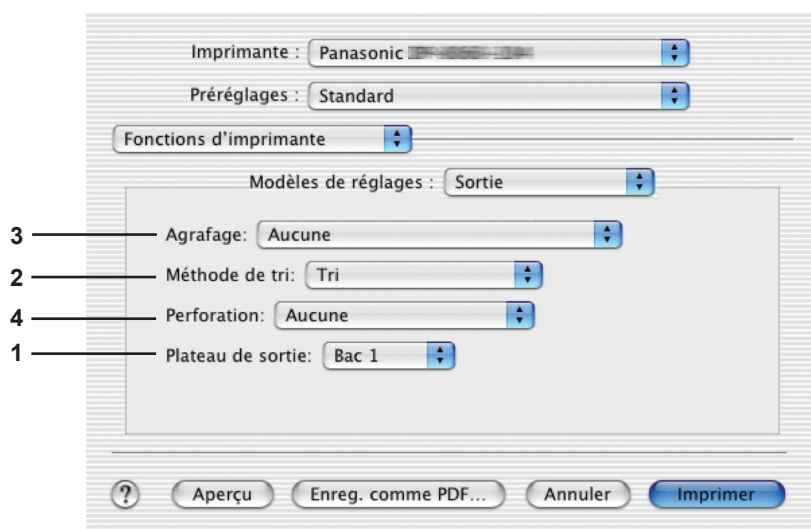 Imprimante : Panasonic
Préréglages : Standard
Fonctions d'imprimante
Modèles de réglages : Sortie
3 Agrafage: Aucune
2 Méthode de tri: Tri
4 Perforation: Aucune
1 Plateau de sortie: Bac 1
? Aperçu Enreg. comme PDF... Annuler Imprimer